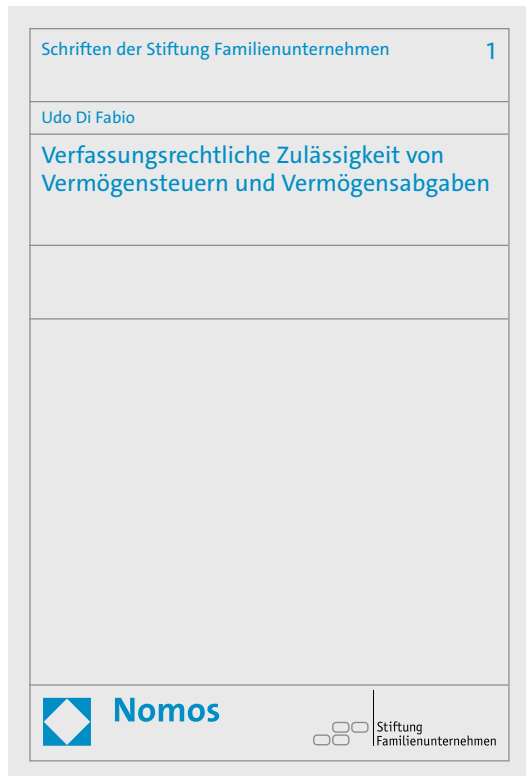 Schriften der Stiftung Familienunternehmen 1
Udo Di Fabio
Verfassungsrechtliche Zulässigkeit von
Vermögensteuern und Vermögensabgaben
Nomos
Stiftung
Familienunternehmen